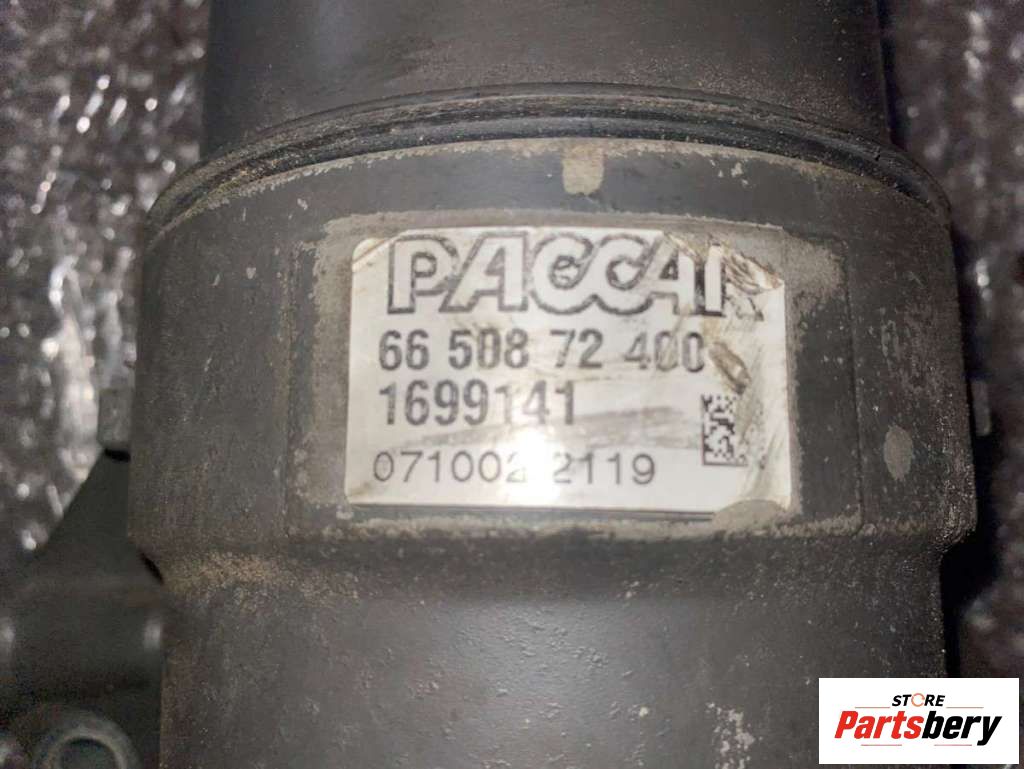 PACCAR
66 508 72 400
1699141
071002 2119
STORE
Partsbery